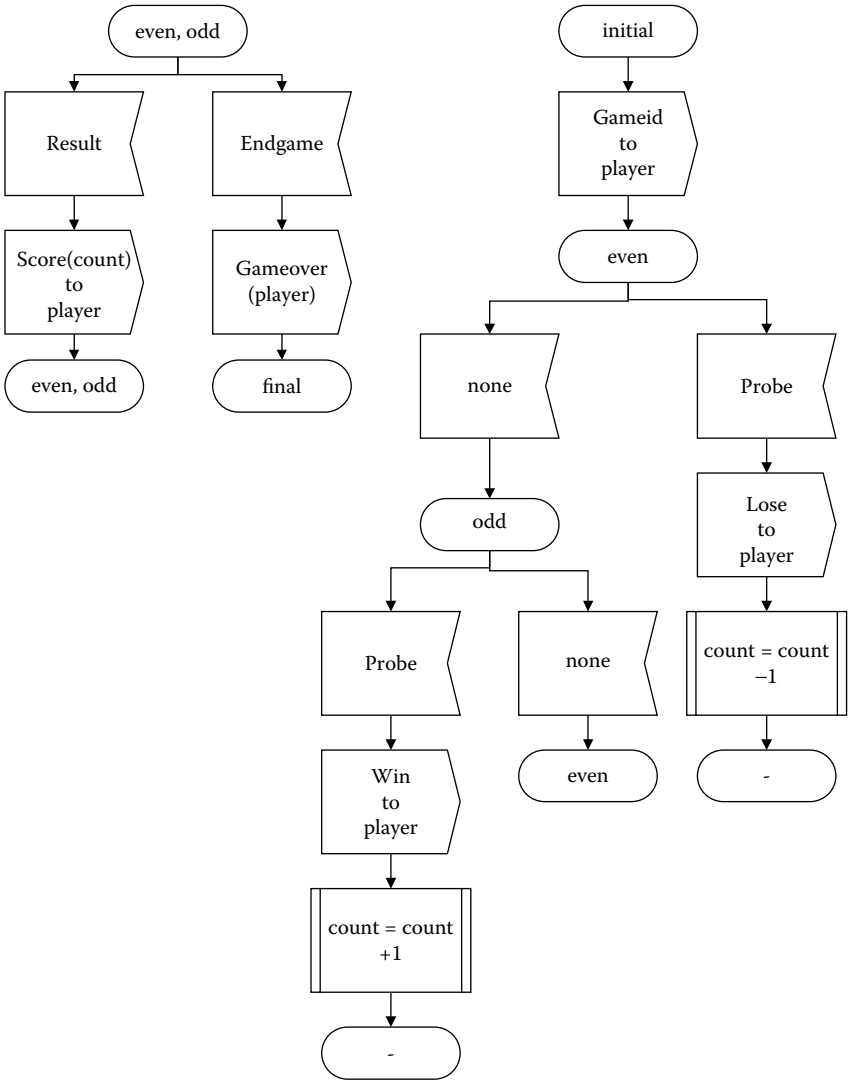 even, odd
Result
Endgame
Score(count)
to
player
Gameover
(player)
even, odd
final
initial
Gameid
to
player
even
none
Probe
odd
Lose
to
player
Probe
none
count = count
−1
Win
to
player
even
-
count = count
+1
-